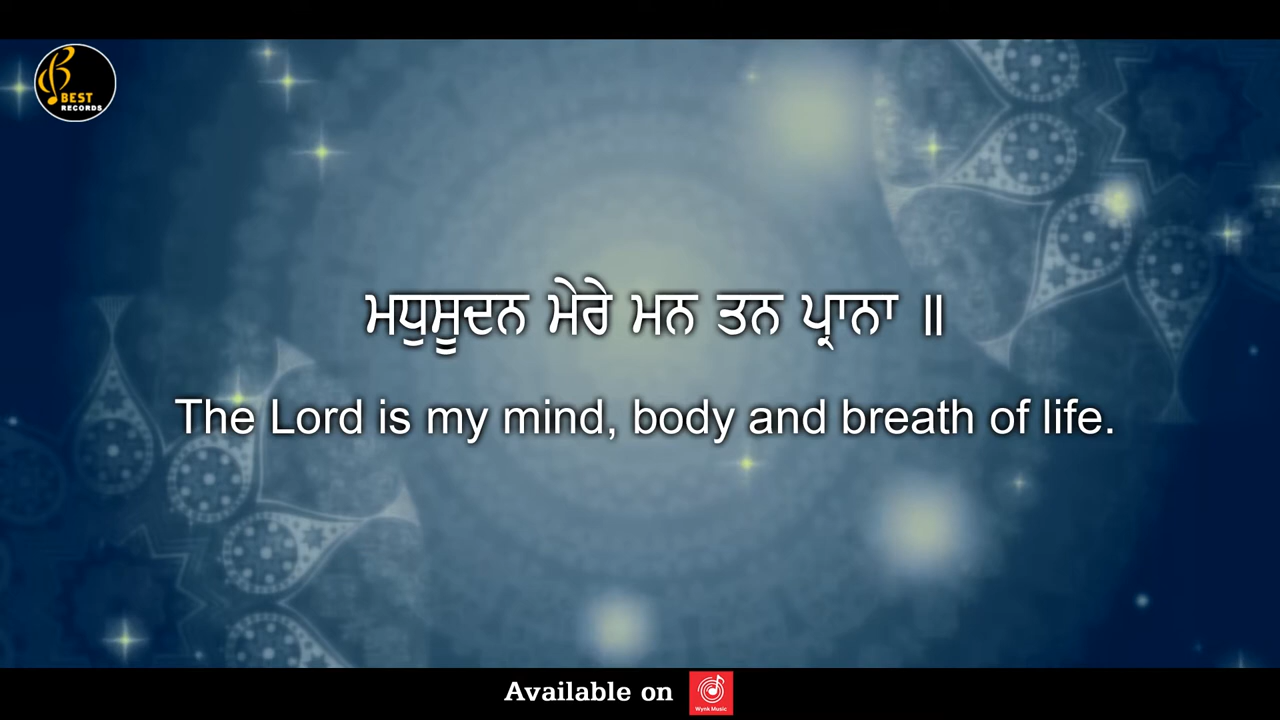 BEST
RECORDS
ਮਧੁਸੂਦਨ ਮੇਰੇ ਮਨ ਤਨ ਪ੍ਰਾਨਾ ॥
The Lord is my mind, body and breath of life.
Available on
Wynk Music